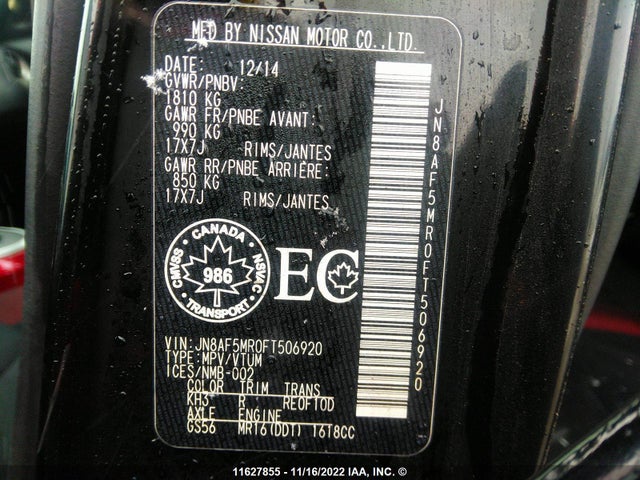 MFD BY NISSAN MOTOR CO.,LTD.
DATE: 12/14
GVWR/PNBV:
1810 KG
GAWR FR/PNBE AVANT:
990 KG
17X7J RIMS/JANTES
GAWR RR/PNBE ARRIÈRE:
850 KG
17X7J RIMS/JANTES
CANADA
CMVSS NSVAC
986
TRANSPORT
EC
VIN: JN8AF5MR0FT506920
TYPE: MPV/VTUM
ICES/NMB-002
COLOR TRIM TRANS
KH3 R RE0F10D
AXLE ENGINE
GS56 MR16(DDT) 16T8CC
JN8AF5MR0FT506920
11627855 - 11/16/2022 IAA, INC. ©